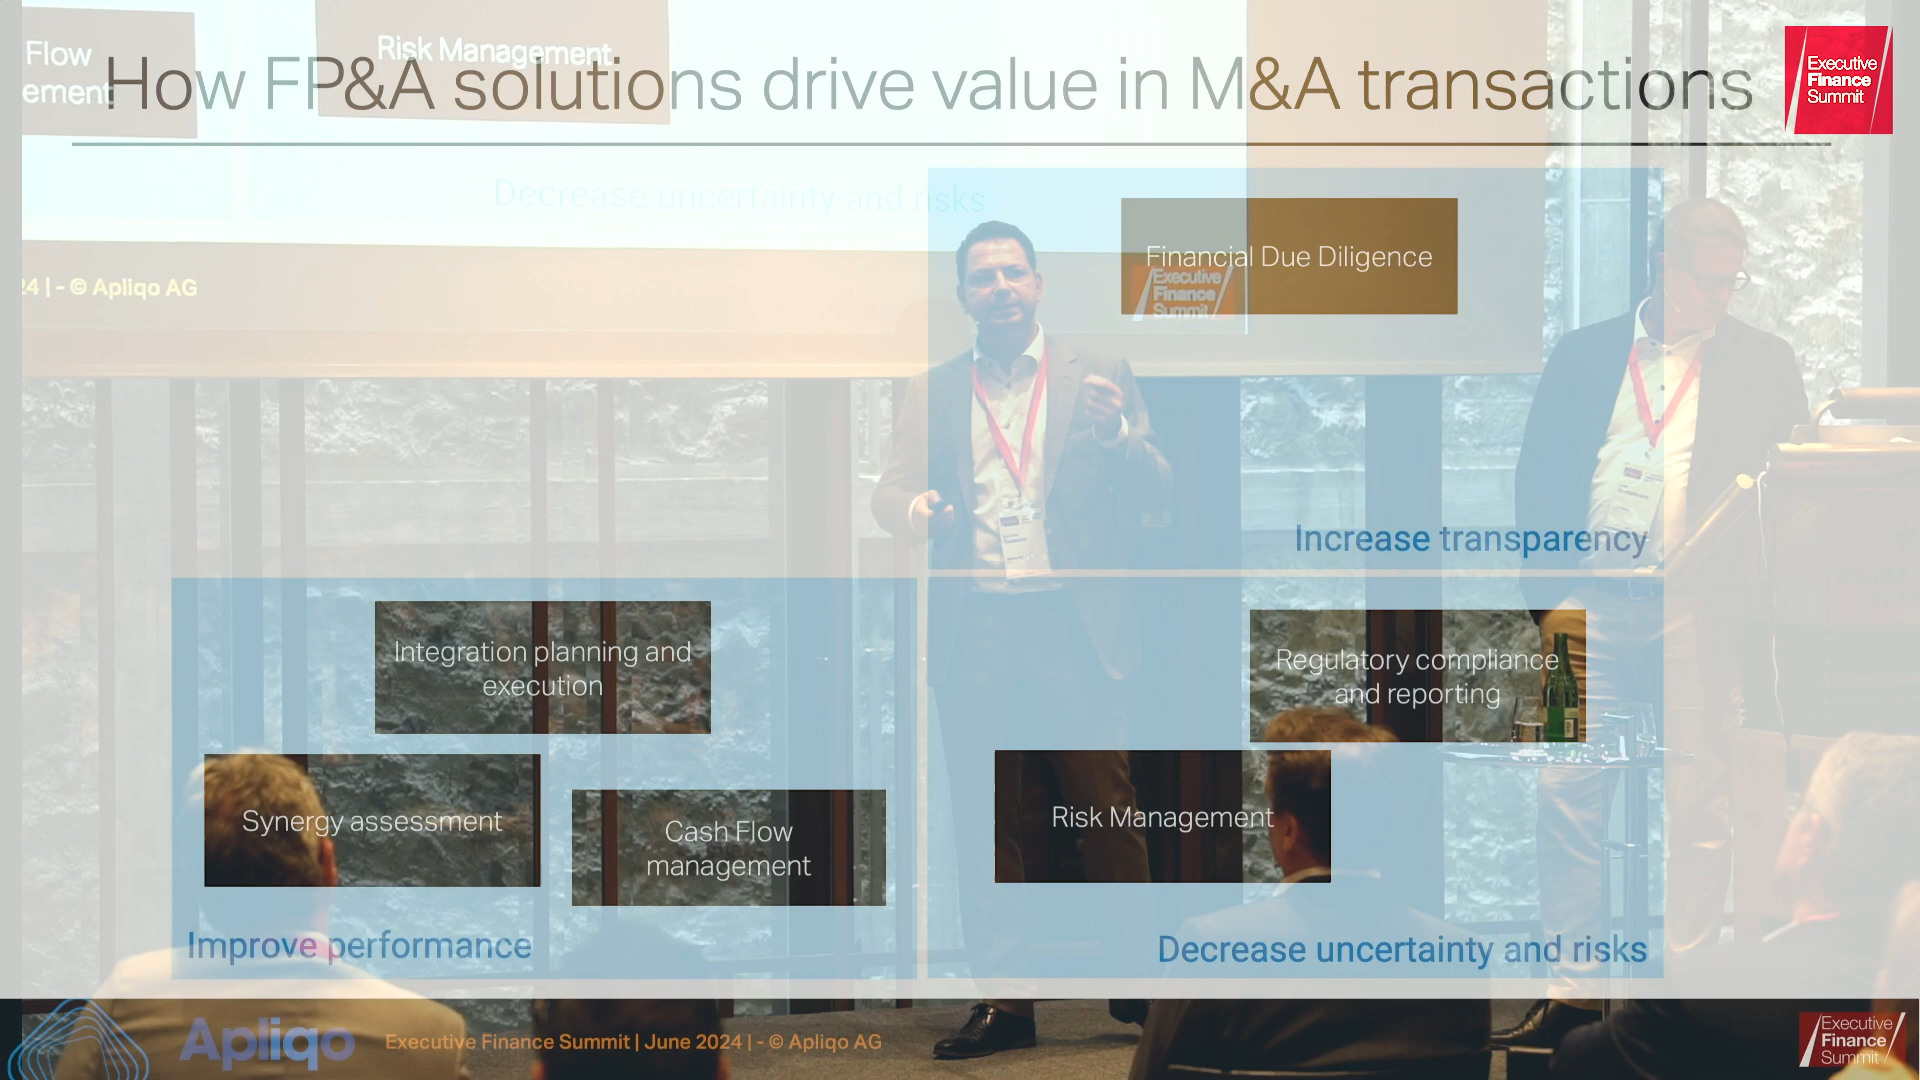 Flow
ement
Risk Management
How FP&A solutions drive value in M&A transactions
Executive
Finance
Summit
Decrease uncertainty and risks
24 | - © Apliqo AG
Financial Due Diligence
Executive
Finance
Summit
Increase transparency
Integration planning and
execution
Regulatory compliance
and reporting
Synergy assessment
Cash Flow
management
Risk Management
Improve performance
Decrease uncertainty and risks
Apliqo
Executive Finance Summit | June 2024 | - © Apliqo AG
Executive
Finance
Summit